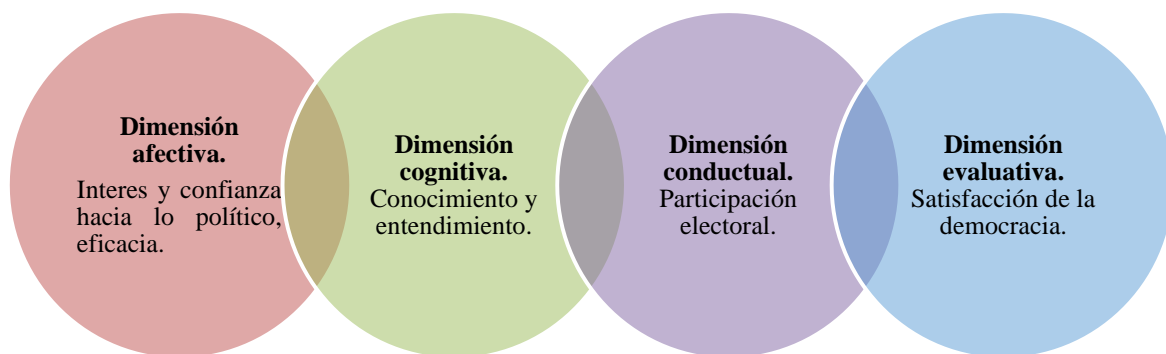 Dimensión
afectiva.
Interes y confianza
hacia lo político,
eficacia.
Dimensión
cognitiva.
Conocimiento y
entendimiento.
Dimensión
conductual.
Participación
electoral.
Dimensión
evaluativa.
Satisfacción de la
democracia.